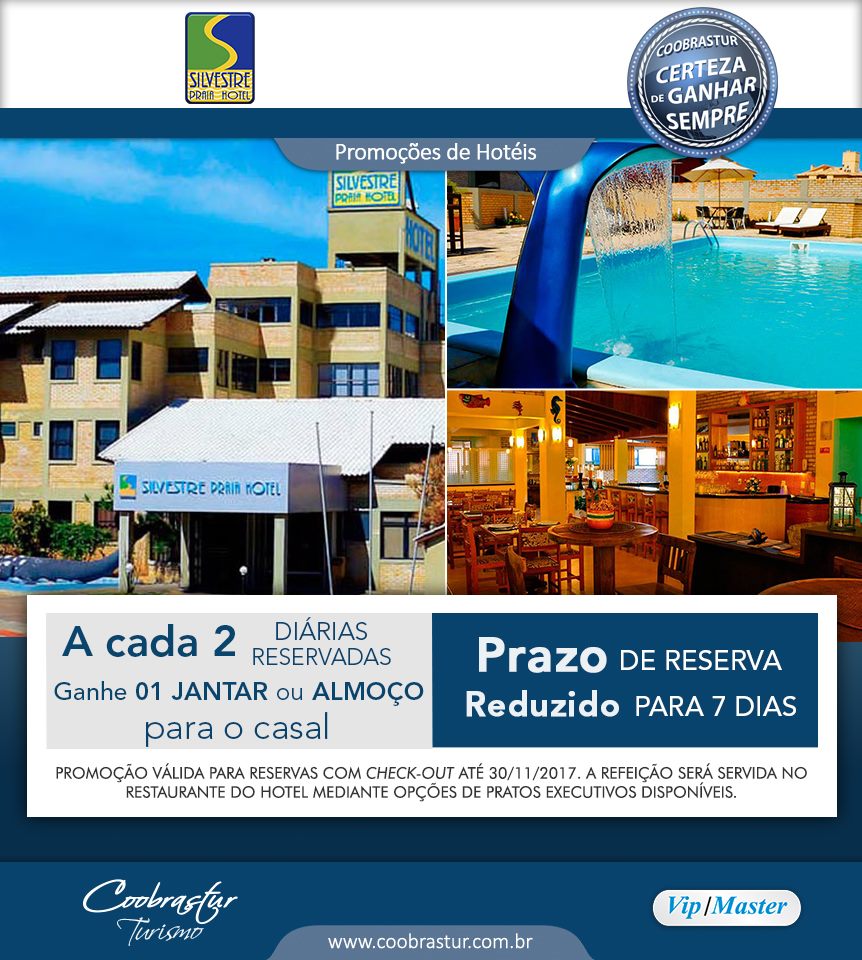 SILVESTRE
PRAIA HOTEL
COOBRASTUR
CERTEZA
DE GANHAR
SEMPRE
Promoções de Hotéis
SILVESTRE
PRAIA HOTEL
HOTEL
SILVESTRE PRAIA HOTEL
A cada 2 DIÁRIAS
RESERVADAS
Ganhe 01 JANTAR ou ALMOÇO
para o casal
Prazo DE RESERVA
Reduzido PARA 7 DIAS
PROMOÇÃO VÁLIDA PARA RESERVAS COM CHECK-OUT ATÉ 30/11/2017. A REFEIÇÃO SERÁ SERVIDA NO
RESTAURANTE DO HOTEL MEDIANTE OPÇÕES DE PRATOS EXECUTIVOS DISPONÍVEIS.
Coobrastur
Turismo
Vip/Master
www.coobrastur.com.br